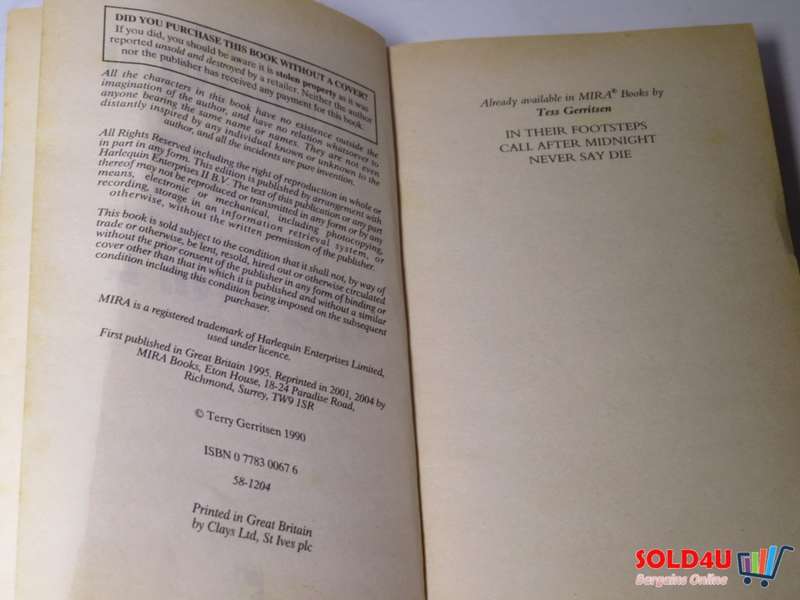 DID YOU PURCHASE THIS BOOK WITHOUT A COVER?
If you did, you should be aware it is stolen property as it was
reported unsold and destroyed by a retailer. Neither the author
nor the publisher has received any payment for this book.
All the characters in this book have no existence outside the
imagination of the author, and have no relation whatsoever to
anyone bearing the same name or names. They are not even
distantly inspired by any individual known or unknown to the
author, and all the incidents are pure invention.
All Rights Reserved including the right of reproduction in whole or
in part in any form. This edition is published by arrangement with
Harlequin Enterprises II B.V. The text of this publication or any part
thereof may not be reproduced or transmitted in any form or by any
means, electronic or mechanical, including photocopying,
recording, storage in an information retrieval system, or
otherwise, without the written permission of the publisher.
This book is sold subject to the condition that it shall not, by way of
trade or otherwise, be lent, resold, hired out or otherwise circulated
without the prior consent of the publisher in any form of binding or
cover other than that in which it is published and without a similar
condition including this condition being imposed on the subsequent
purchaser.
MIRA is a registered trademark of Harlequin Enterprises Limited,
used under licence.
First published in Great Britain 1995. Reprinted in 2001, 2004 by
MIRA Books, Eton House, 18-24 Paradise Road,
Richmond, Surrey, TW9 1SR
© Terry Gerritsen 1990
ISBN 0 7783 0067 6
58-1204
Printed in Great Britain
by Clays Ltd, St Ives plc
Already available in MIRA® Books by
Tess Gerritsen
IN THEIR FOOTSTEPS
CALL AFTER MIDNIGHT
NEVER SAY DIE
SOLD4U
Bargains Online